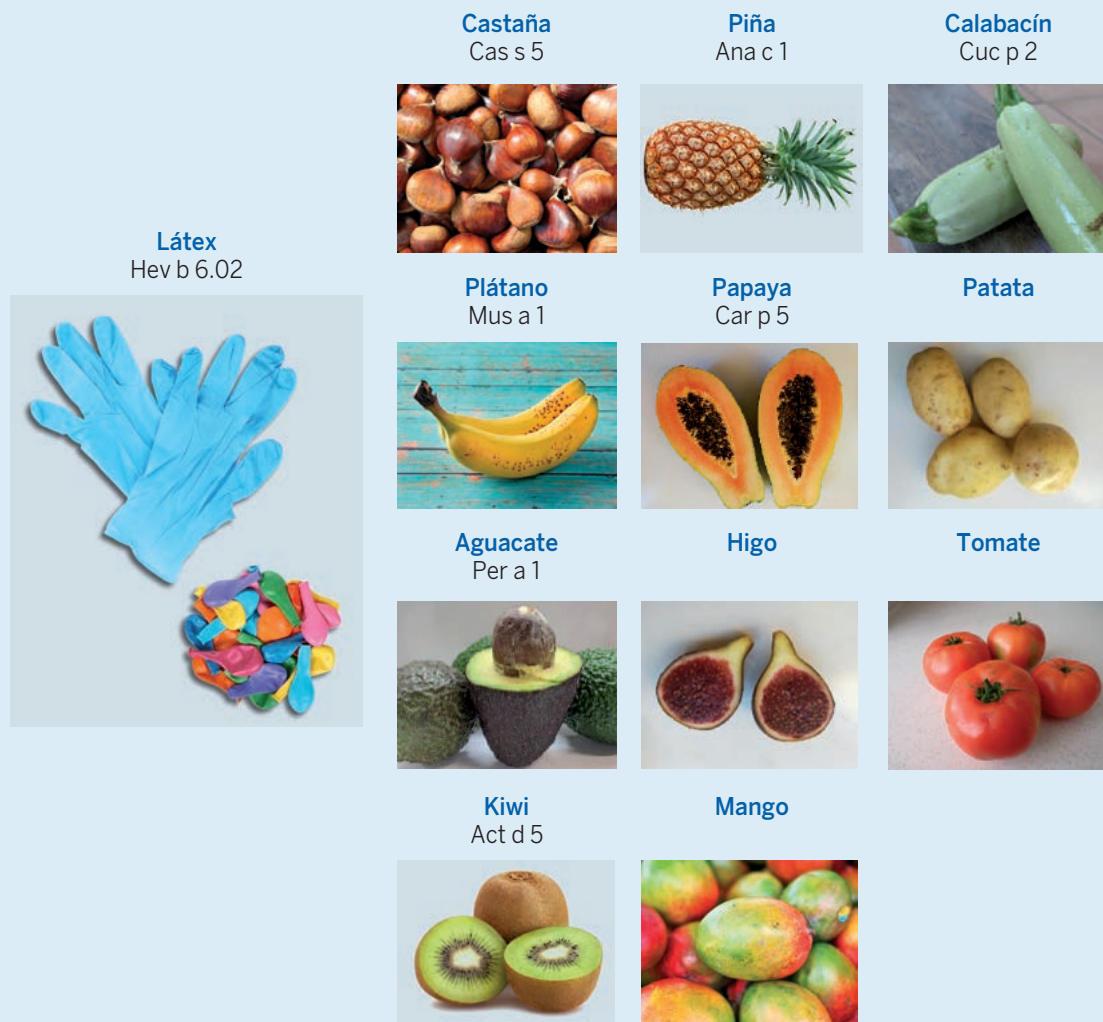 Castaña
Cas s 5
Piña
Ana c 1
Calabacín
Cuc p 2
Látex
Hev b 6.02
Plátano
Mus a 1
Papaya
Car p 5
Patata
Aguacate
Per a 1
Higo
Tomate
Kiwi
Act d 5
Mango